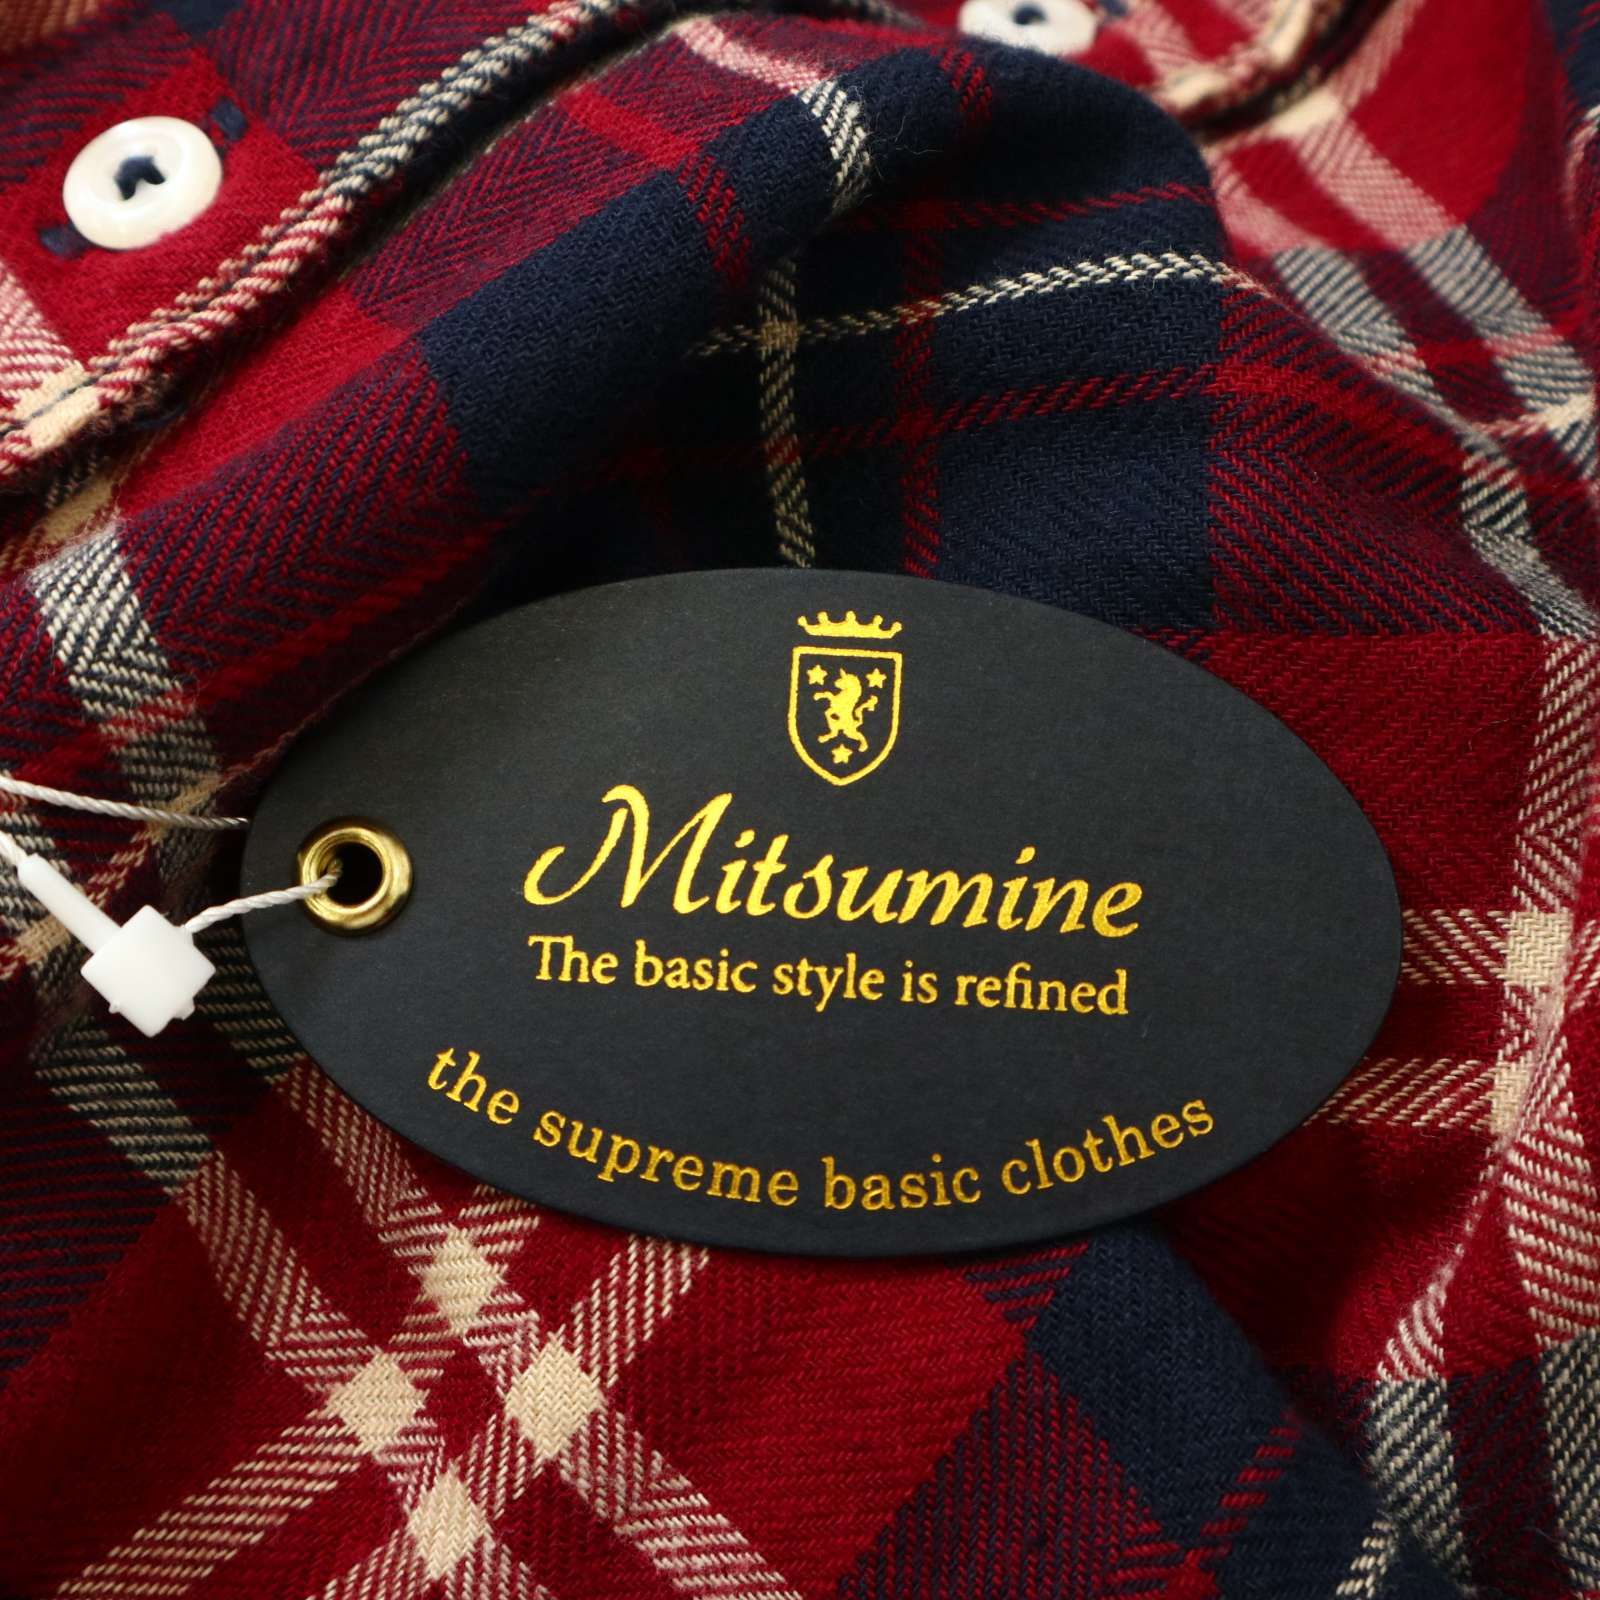 Mitsumine
The basic style is refined
the supreme basic clothes